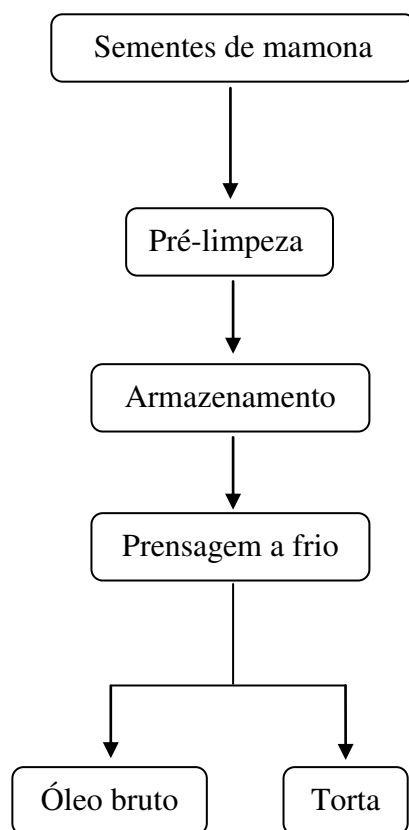 Sementes de mamona
Pré-limpeza
Armazenamento
Prensagem a frio
Óleo bruto
Torta